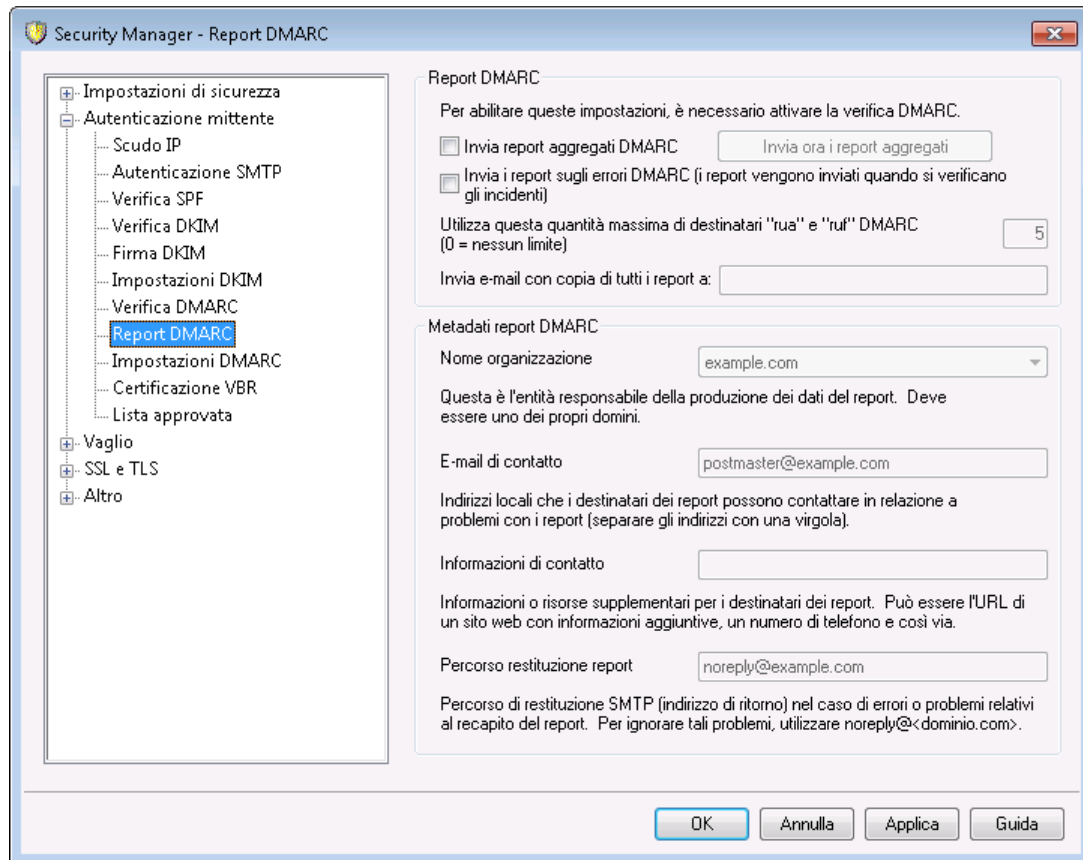 Security Manager - Report DMARC
Impostazioni di sicurezza
Autenticazione mittente
Scudo IP
Autenticazione SMTP
Verifica SPF
Verifica DKIM
Firma DKIM
Impostazioni DKIM
Verifica DMARC
Report DMARC
Impostazioni DMARC
Certificazione VBR
Lista approvata
Vaglio
SSL e TLS
Altro
Report DMARC
Per abilitare queste impostazioni, è necessario attivare la verifica DMARC.
Invia report aggregati DMARC
Invia ora i report aggregati
Invia i report sugli errori DMARC (i report vengono inviati quando si verificano
gli incidenti)
Utilizza questa quantità massima di destinatari "rua" e "ruf" DMARC
(0 = nessun limite)
5
Invia e-mail con copia di tutti i report a:
Metadati report DMARC
Nome organizzazione
example.com
Questa è l'entità responsabile della produzione dei dati del report. Deve
essere uno dei propri domini.
E-mail di contatto
postmaster@example.com
Indirizzi locali che i destinatari dei report possono contattare in relazione a
problemi con i report (separare gli indirizzi con una virgola).
Informazioni di contatto
Informazioni o risorse supplementari per i destinatari dei report. Può essere l'URL di
un sito web con informazioni aggiuntive, un numero di telefono e così via.
Percorso restituzione report
noreply@example.com
Percorso di restituzione SMTP (indirizzo di ritorno) nel caso di errori o problemi relativi
al recapito del report. Per ignorare tali problemi, utilizzare noreply@<dominio.com>.
OK
Annulla
Applica
Guida